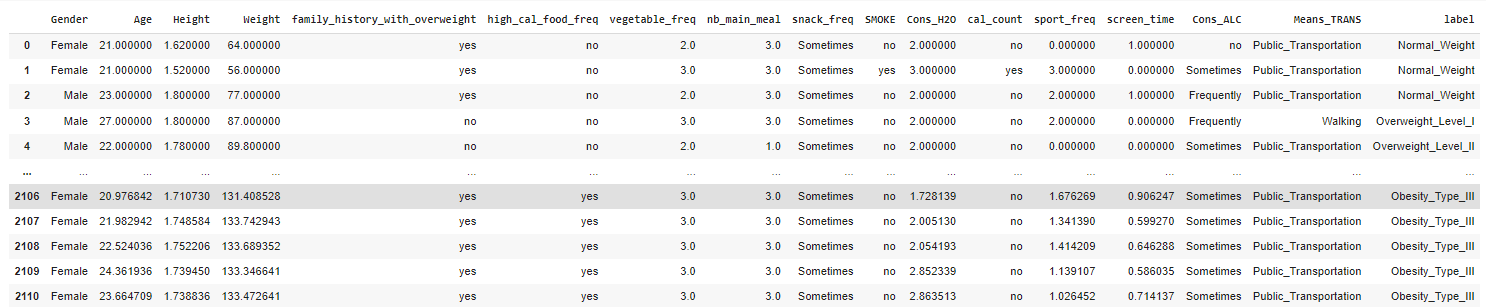 Gender Age Height Weight family_history_with_overweight high_cal_food_freq vegetable_freq nb_main_meal snack_freq SMOKE Cons_H2O cal_count sport_freq screen_time Cons_ALC Means_TRANS label
0 Female 21.000000 1.620000 64.000000 yes no 2.0 3.0 Sometimes no 2.000000 no 0.000000 1.000000 no Public_Transportation Normal_Weight
1 Female 21.000000 1.520000 56.000000 yes no 3.0 3.0 Sometimes yes 3.000000 yes 3.000000 0.000000 Sometimes Public_Transportation Normal_Weight
2 Male 23.000000 1.800000 77.000000 yes no 2.0 3.0 Sometimes no 2.000000 no 2.000000 1.000000 Frequently Public_Transportation Normal_Weight
3 Male 27.000000 1.800000 87.000000 no no 3.0 3.0 Sometimes no 2.000000 no 2.000000 0.000000 Frequently Walking Overweight_Level_I
4 Male 22.000000 1.780000 89.800000 no no 2.0 1.0 Sometimes no 2.000000 no 0.000000 0.000000 Sometimes Public_Transportation Overweight_Level_II
... ... ... ... ... ... ... ... ... ... ... ... ... ... ... ... ... ...
2106 Female 20.976842 1.710730 131.408528 yes yes 3.0 3.0 Sometimes no 1.728139 no 1.676269 0.906247 Sometimes Public_Transportation Obesity_Type_III
2107 Female 21.982942 1.748584 133.742943 yes yes 3.0 3.0 Sometimes no 2.005130 no 1.341390 0.599270 Sometimes Public_Transportation Obesity_Type_III
2108 Female 22.524036 1.752206 133.689352 yes yes 3.0 3.0 Sometimes no 2.054193 no 1.414209 0.646288 Sometimes Public_Transportation Obesity_Type_III
2109 Female 24.361936 1.739450 133.346641 yes yes 3.0 3.0 Sometimes no 2.852339 no 1.139107 0.586035 Sometimes Public_Transportation Obesity_Type_III
2110 Female 23.664709 1.738836 133.472641 yes yes 3.0 3.0 Sometimes no 2.863513 no 1.026452 0.714137 Sometimes Public_Transportation Obesity_Type_III